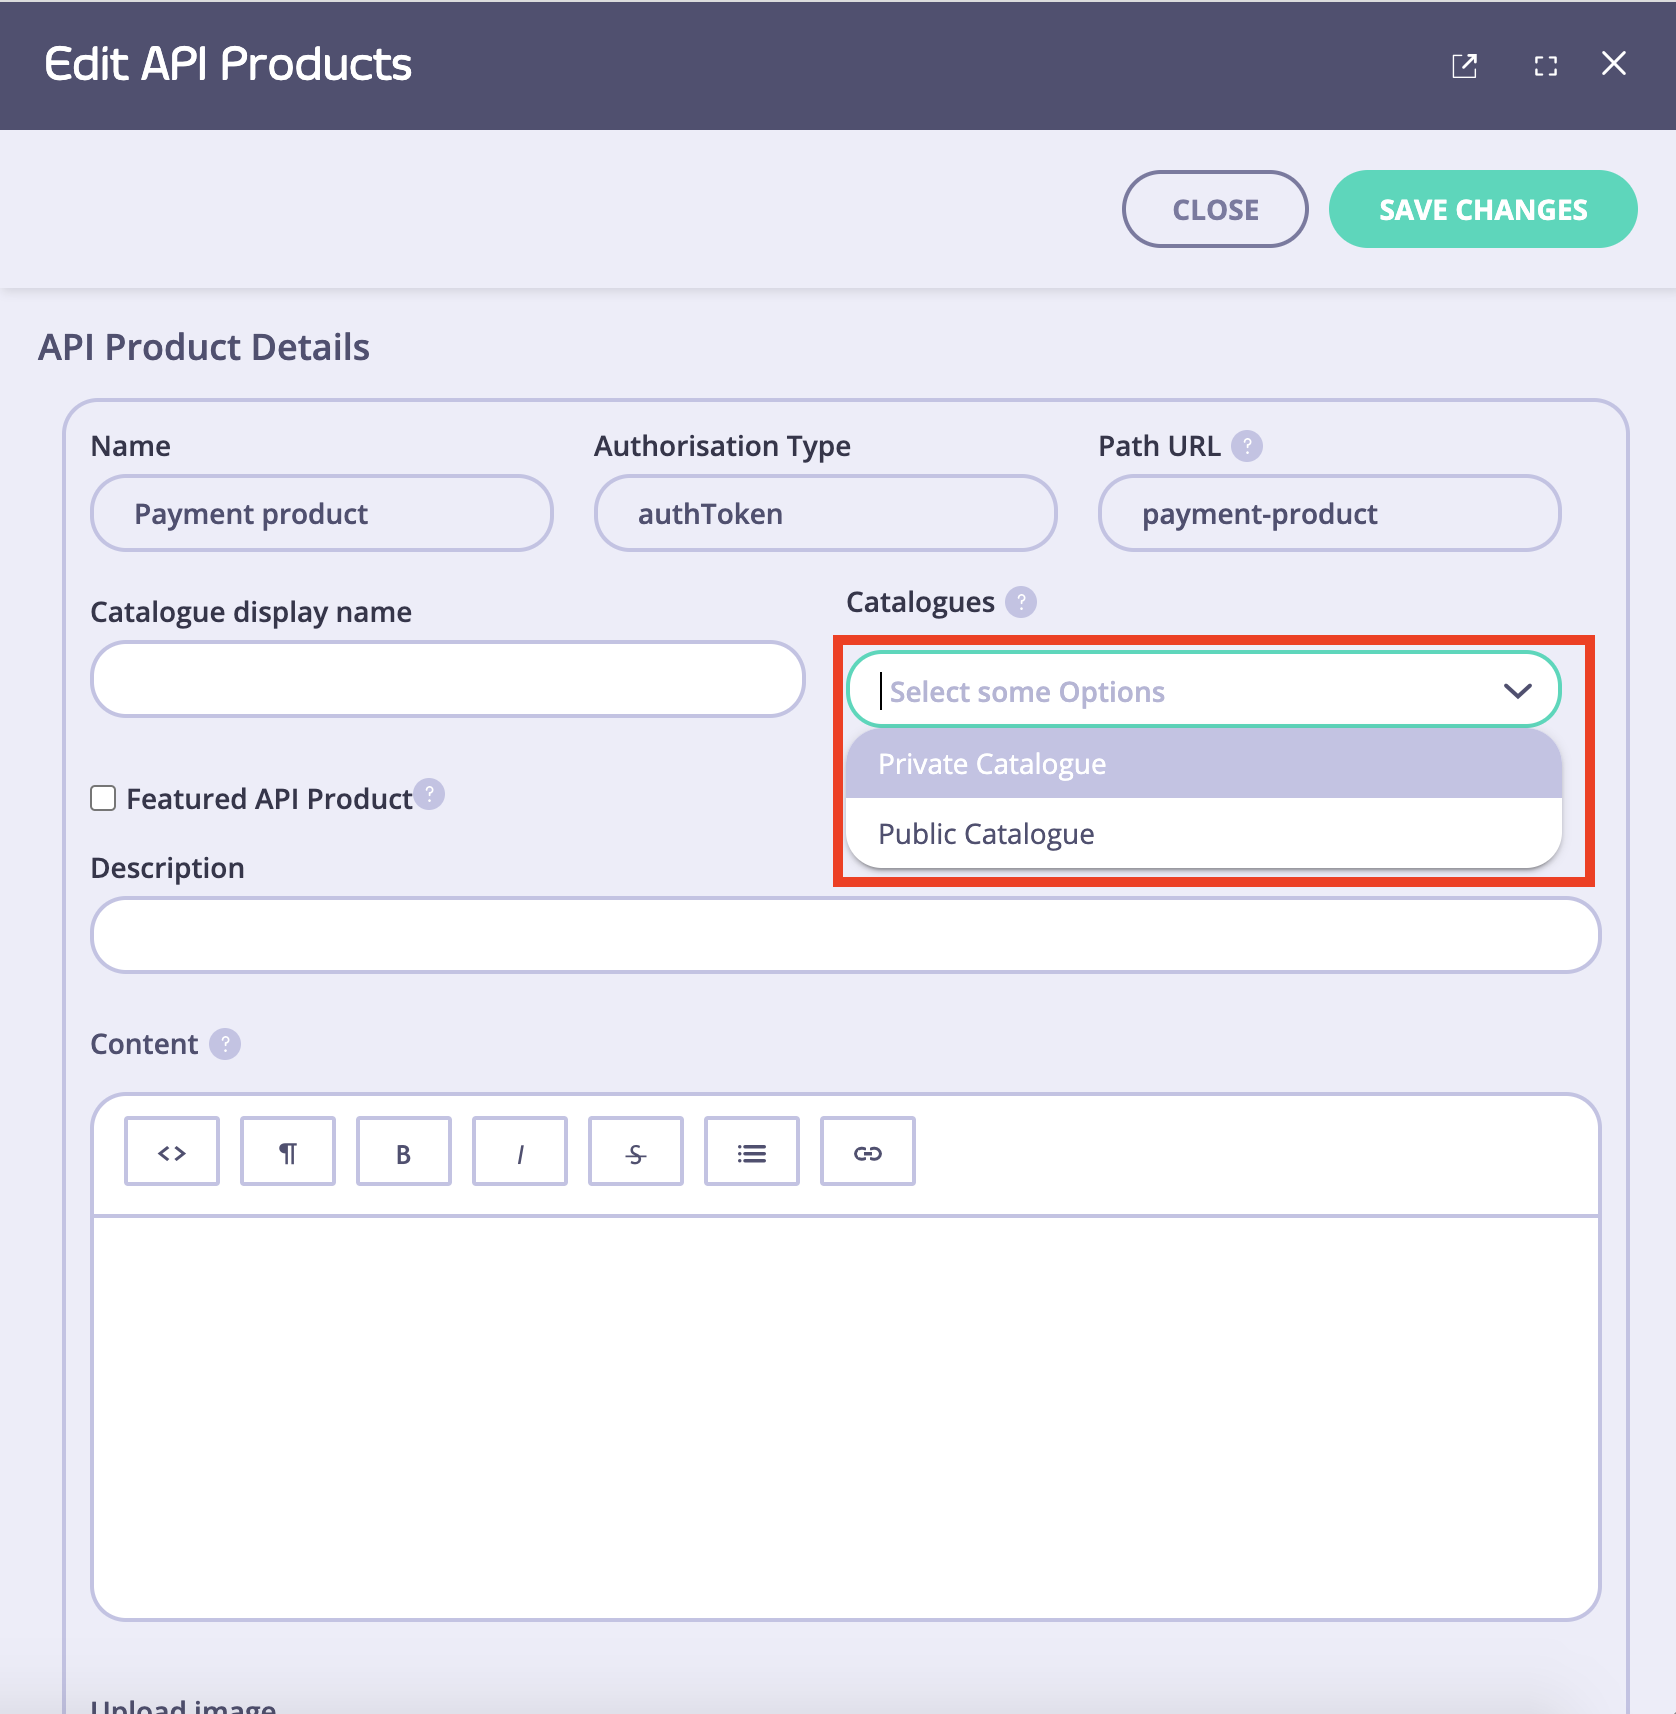 Edit API Products
CLOSE
SAVE CHANGES
API Product Details
Name
Authorisation Type
Path URL ?
Payment product
authToken
payment-product
Catalogue display name
Catalogues ?
Select some Options
Private Catalogue
Public Catalogue
Featured API Product ?
Description
Content ?
<> ¶ B I S
Upload image